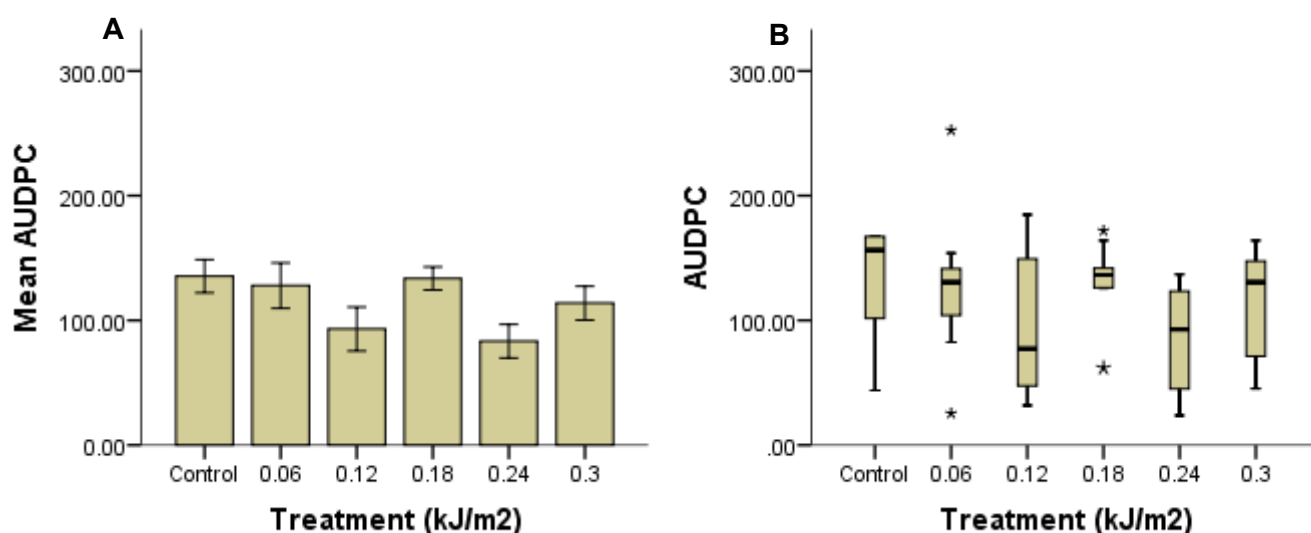 A
300.00
200.00
100.00
0.00
Mean AUDPC
Control 0.06 0.12 0.18 0.24 0.3
Treatment (kJ/m2)
B
300.00
200.00
100.00
.00
AUDPC
Control 0.06 0.12 0.18 0.24 0.3
Treatment (kJ/m2)